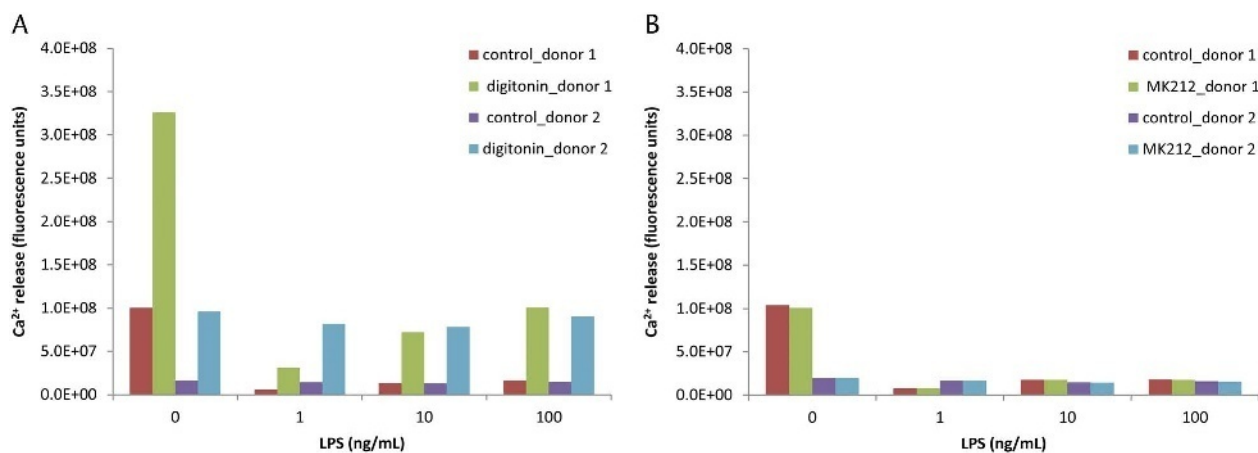 A
Ca²⁺ release (fluorescence units)
4.0E+08
3.5E+08
3.0E+08
2.5E+08
2.0E+08
1.5E+08
1.0E+08
5.0E+07
0.0E+00
control_donor 1
digitonin_donor 1
control_donor 2
digitonin_donor 2
0 1 10 100
LPS (ng/mL)
B
Ca²⁺ release (fluorescence units)
4.0E+08
3.5E+08
3.0E+08
2.5E+08
2.0E+08
1.5E+08
1.0E+08
5.0E+07
0.0E+00
control_donor 1
MK212_donor 1
control_donor 2
MK212_donor 2
0 1 10 100
LPS (ng/mL)